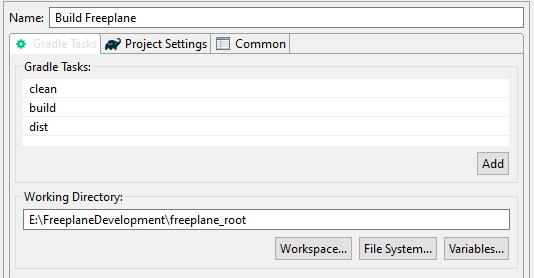 Name: Build Freeplane
Gradle Tasks Project Settings Common
Gradle Tasks:
clean
build
dist
Add
Working Directory:
E:\FreeplaneDevelopment\freeplane_root
Workspace... File System... Variables...